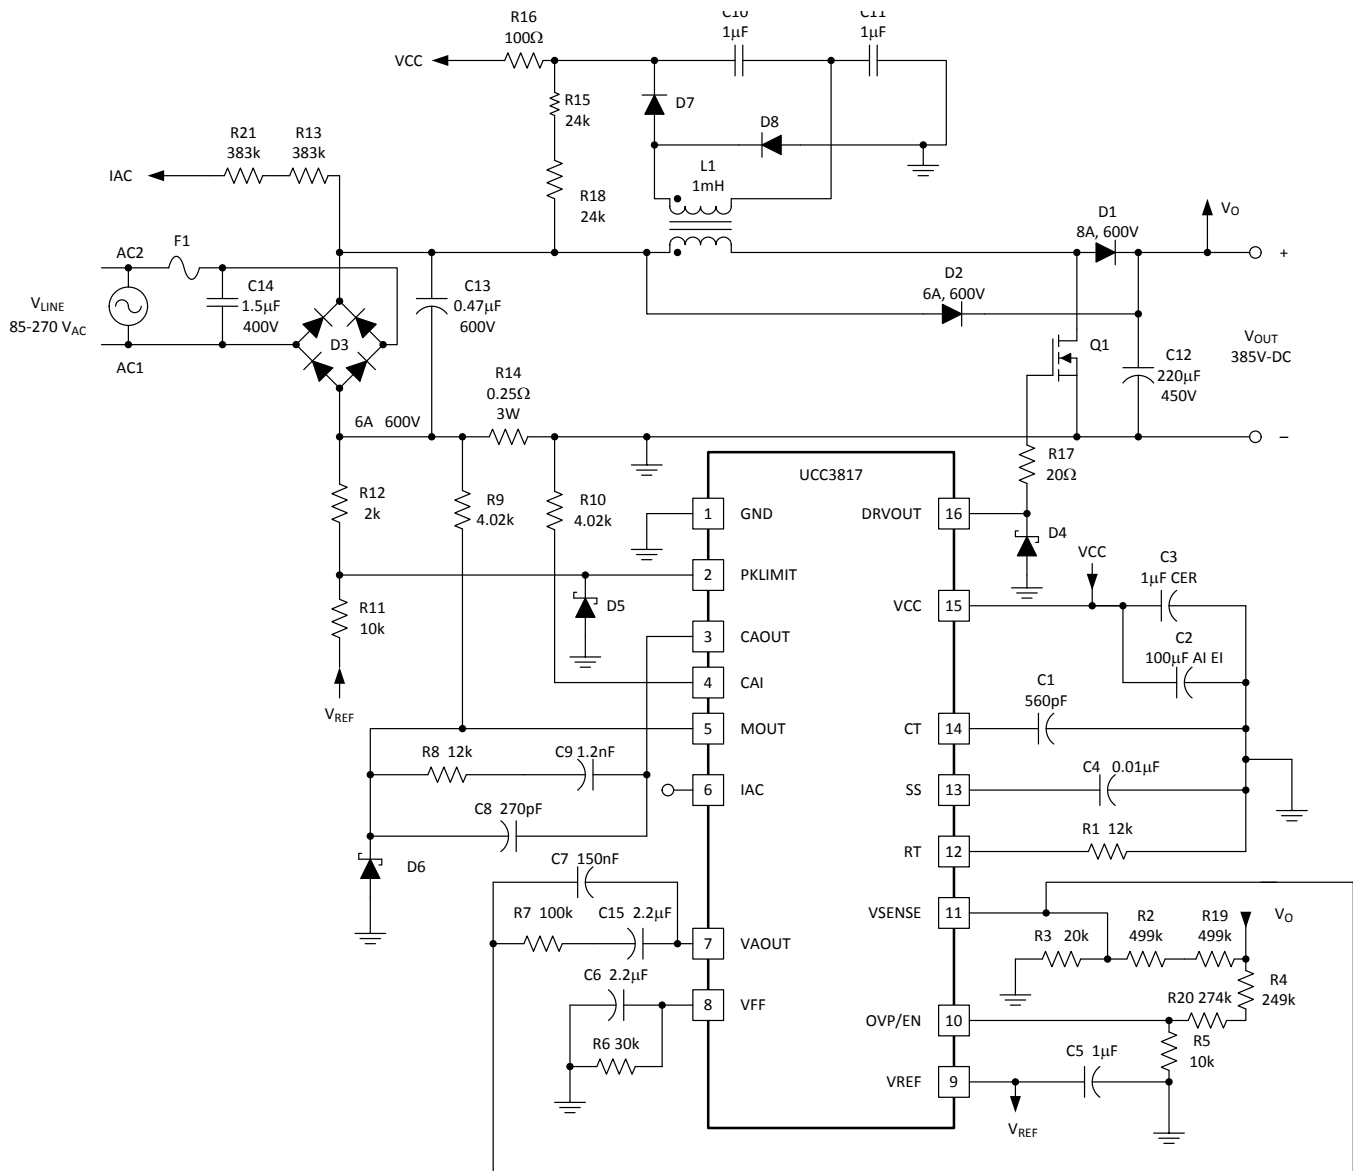 R16
100Ω
VCC
C10
1µF
C11
1µF
R15
24k
D7
D8
R21
383k
R13
383k
IAC
R18
24k
L1
1mH
D1
8A, 600V
VO
+
AC2
F1
VLINE
85-270 VAC
C14
1.5µF
400V
C13
0.47µF
600V
D3
AC1
D2
6A, 600V
Q1
VOUT
385V-DC
C12
220µF
450V
R14
0.25Ω
3W
6A 600V
–
R17
20Ω
UCC3817
R12
2k
R9
4.02k
R10
4.02k
1 GND
DRVOUT 16
D4
VCC
C3
1µF CER
2 PKLIMIT
VCC 15
R11
10k
D5
3 CAOUT
C2
100µF AI EI
4 CAI
C1
560pF
VREF
5 MOUT
CT 14
R8 12k
C9 1.2nF
6 IAC
SS 13
C4 0.01µF
C8 270pF
R1 12k
RT 12
D6
C7 150nF
VSENSE 11
R7 100k
C15 2.2µF
7 VAOUT
R3 20k
R2
499k
R19
499k
VO
C6 2.2µF
8 VFF
R4
249k
R20 274k
OVP/EN 10
R6 30k
R5
10k
C5 1µF
VREF 9
VREF